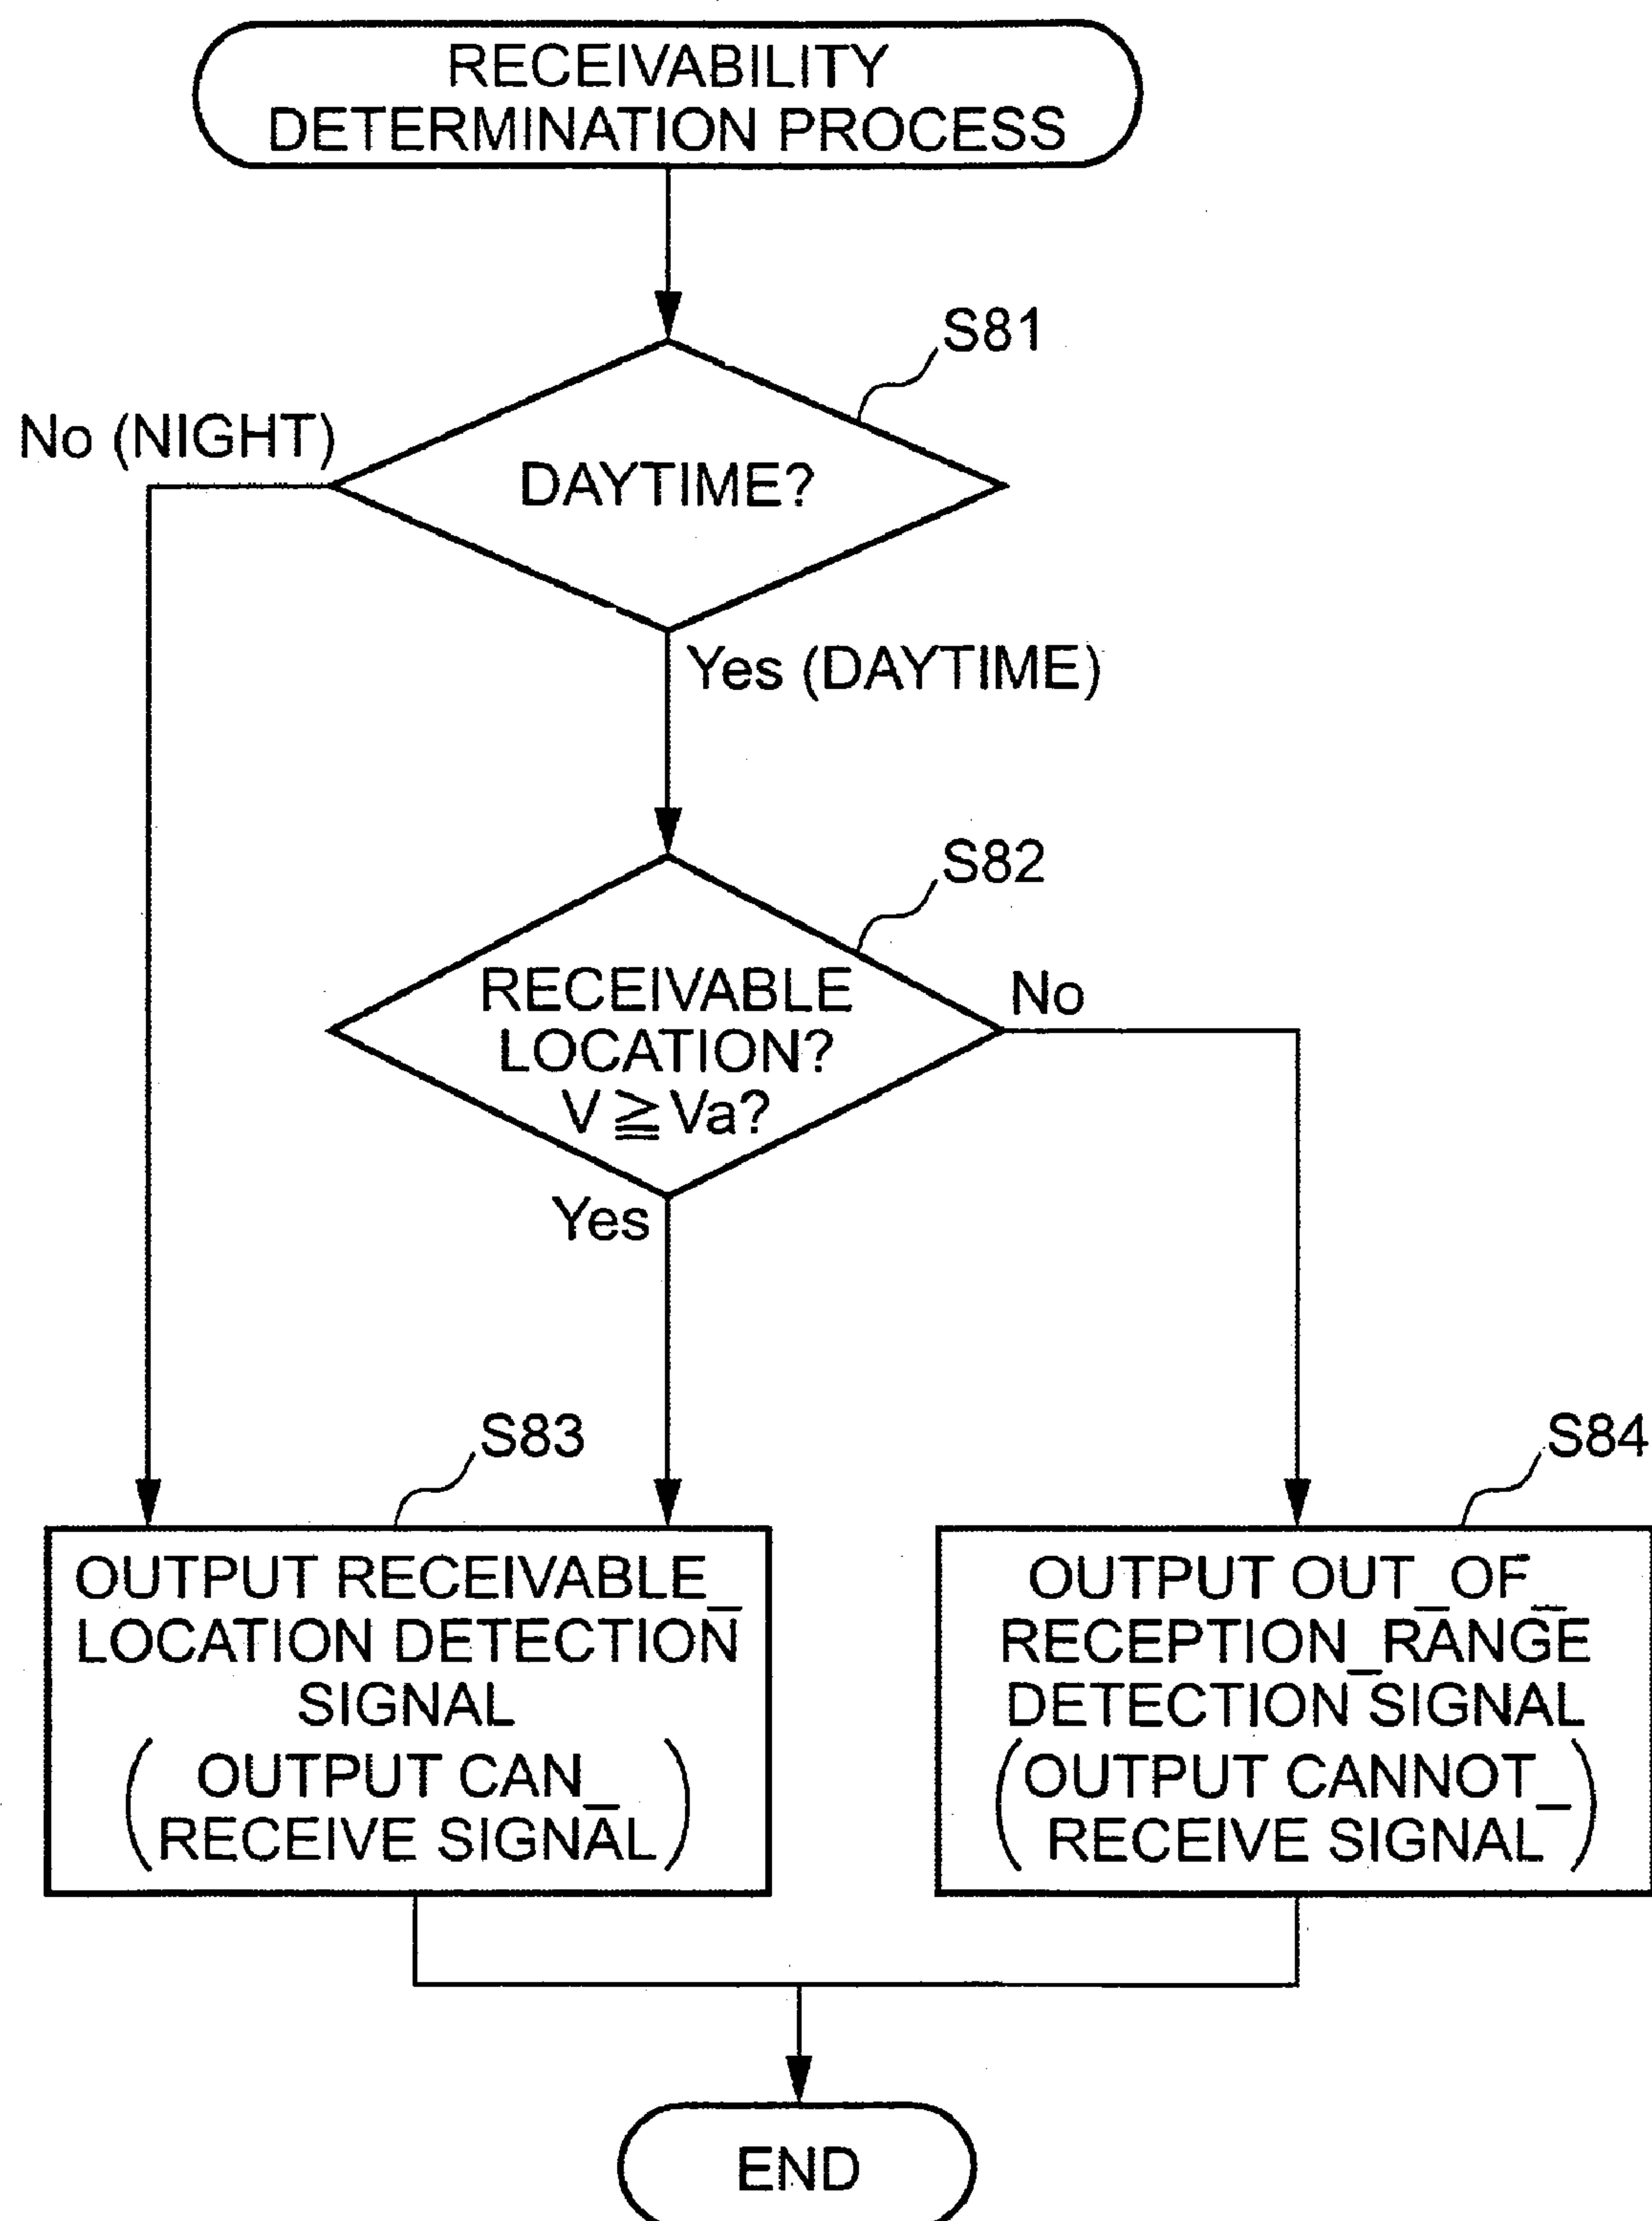 RECEIVABILITY
DETERMINATION PROCESS
S81
No (NIGHT)
DAYTIME?
Yes (DAYTIME)
S82
RECEIVABLE
LOCATION?
V ≧ Va?
No
Yes
S83
S84
OUTPUT RECEIVABLE_
LOCATION DETECTION
SIGNAL
(OUTPUT CAN_
RECEIVE SIGNAL)
OUTPUT OUT_OF_
RECEPTION_RANGE
DETECTION SIGNAL
(OUTPUT CANNOT_
RECEIVE SIGNAL)
END